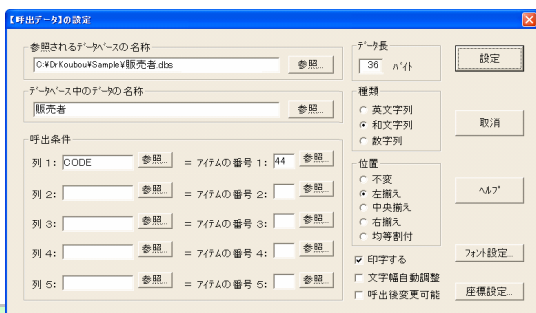 【呼出データ】の設定
参照されるデータベースの名称
C:¥DrKoubou¥Sample¥販売者.dbs
参照...
データベース中のデータの名称
販売者
参照...
呼出条件
列 1: CODE 参照... = アイテムの番号 1: 44 参照...
列 2: 参照... = アイテムの番号 2: 参照...
列 3: 参照... = アイテムの番号 3: 参照...
列 4: 参照... = アイテムの番号 4: 参照...
列 5: 参照... = アイテムの番号 5: 参照...
データ長
36 バイト
種類
英文字列
和文字列
数字列
位置
不変
左揃え
中央揃え
右揃え
均等割付
印字する
文字幅自動調整
呼出後変更可能
設定
取消
ヘルプ
フォント設定...
座標設定...